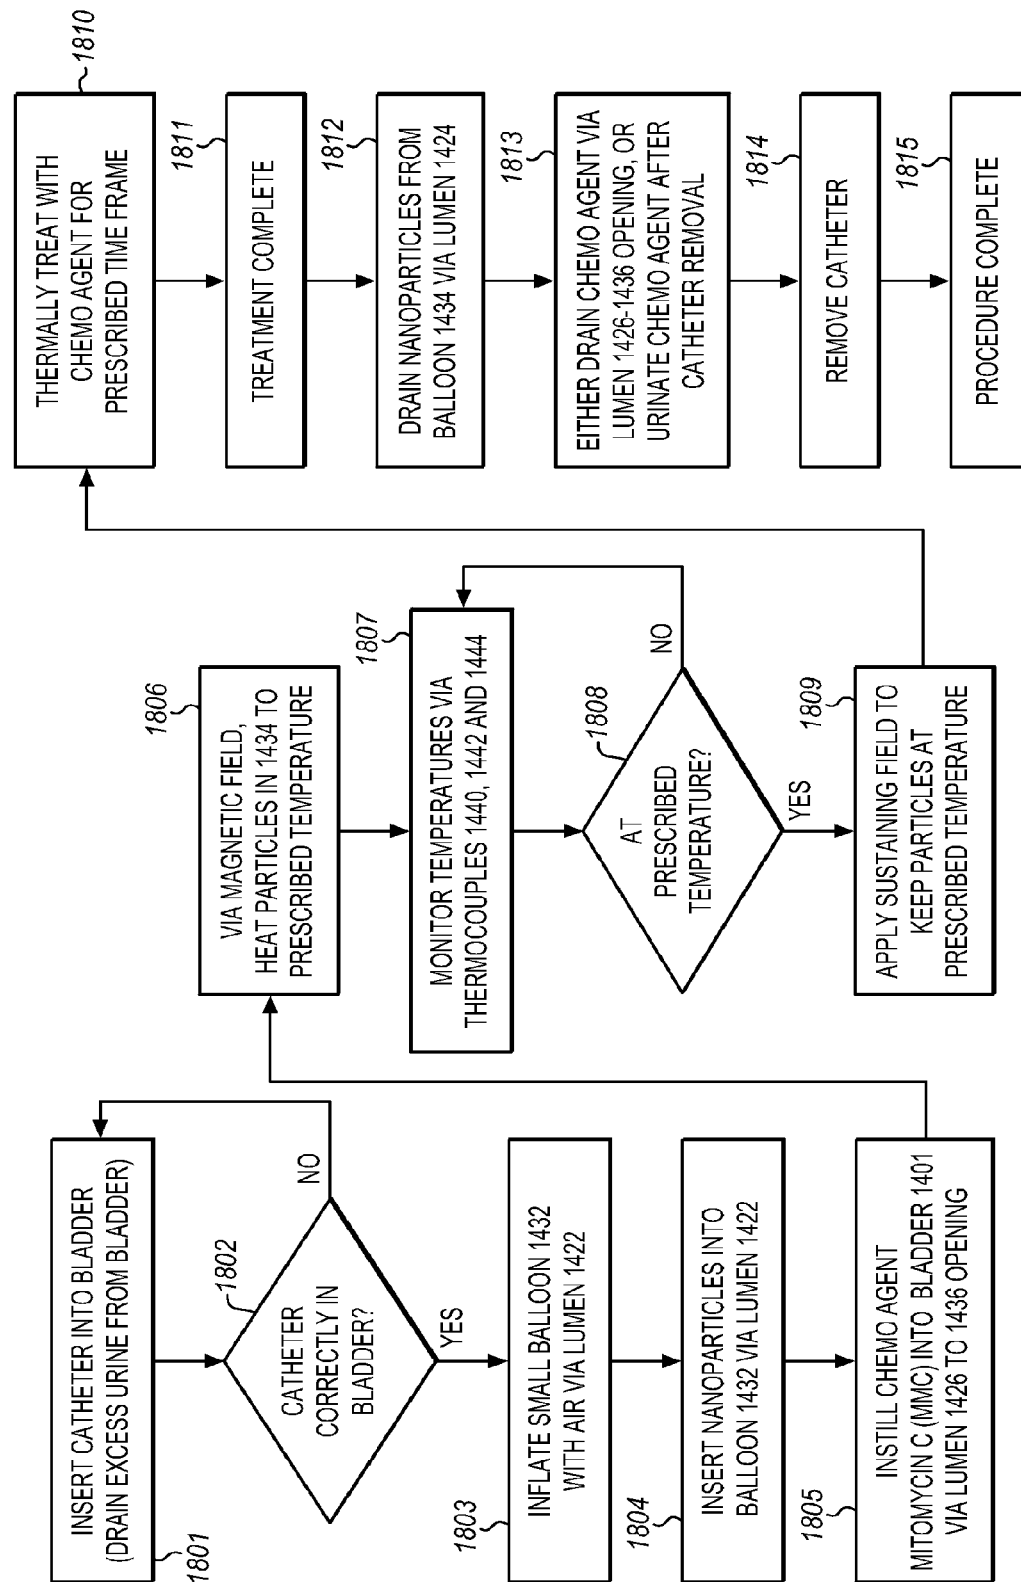 INSERT CATHETER INTO BLADDER
(DRAIN EXCESS URINE FROM BLADDER)
1801
CATHETER
CORRECTLY IN
BLADDER?
1802
NO
YES
INFLATE SMALL BALLOON 1432
WITH AIR VIA LUMEN 1422
1803
INSERT NANOPARTICLES INTO
BALLOON 1432 VIA LUMEN 1422
1804
INSTILL CHEMO AGENT
MITOMYCIN C (MMC) INTO BLADDER 1401
VIA LUMEN 1426 TO 1436 OPENING
1805
1806
VIA MAGNETIC FIELD,
HEAT PARTICLES IN 1434 TO
PRESCRIBED TEMPERATURE
1807
MONITOR TEMPERATURES VIA
THERMOCOUPLES 1440, 1442 AND 1444
1808
AT
PRESCRIBED
TEMPERATURE?
NO
YES
1809
APPLY SUSTAINING FIELD TO
KEEP PARTICLES AT
PRESCRIBED TEMPERATURE
1810
THERMALLY TREAT WITH
CHEMO AGENT FOR
PRESCRIBED TIME FRAME
1811
TREATMENT COMPLETE
1812
DRAIN NANOPARTICLES FROM
BALLOON 1434 VIA LUMEN 1424
1813
EITHER DRAIN CHEMO AGENT VIA
LUMEN 1426-1436 OPENING, OR
URINATE CHEMO AGENT AFTER
CATHETER REMOVAL
1814
REMOVE CATHETER
1815
PROCEDURE COMPLETE